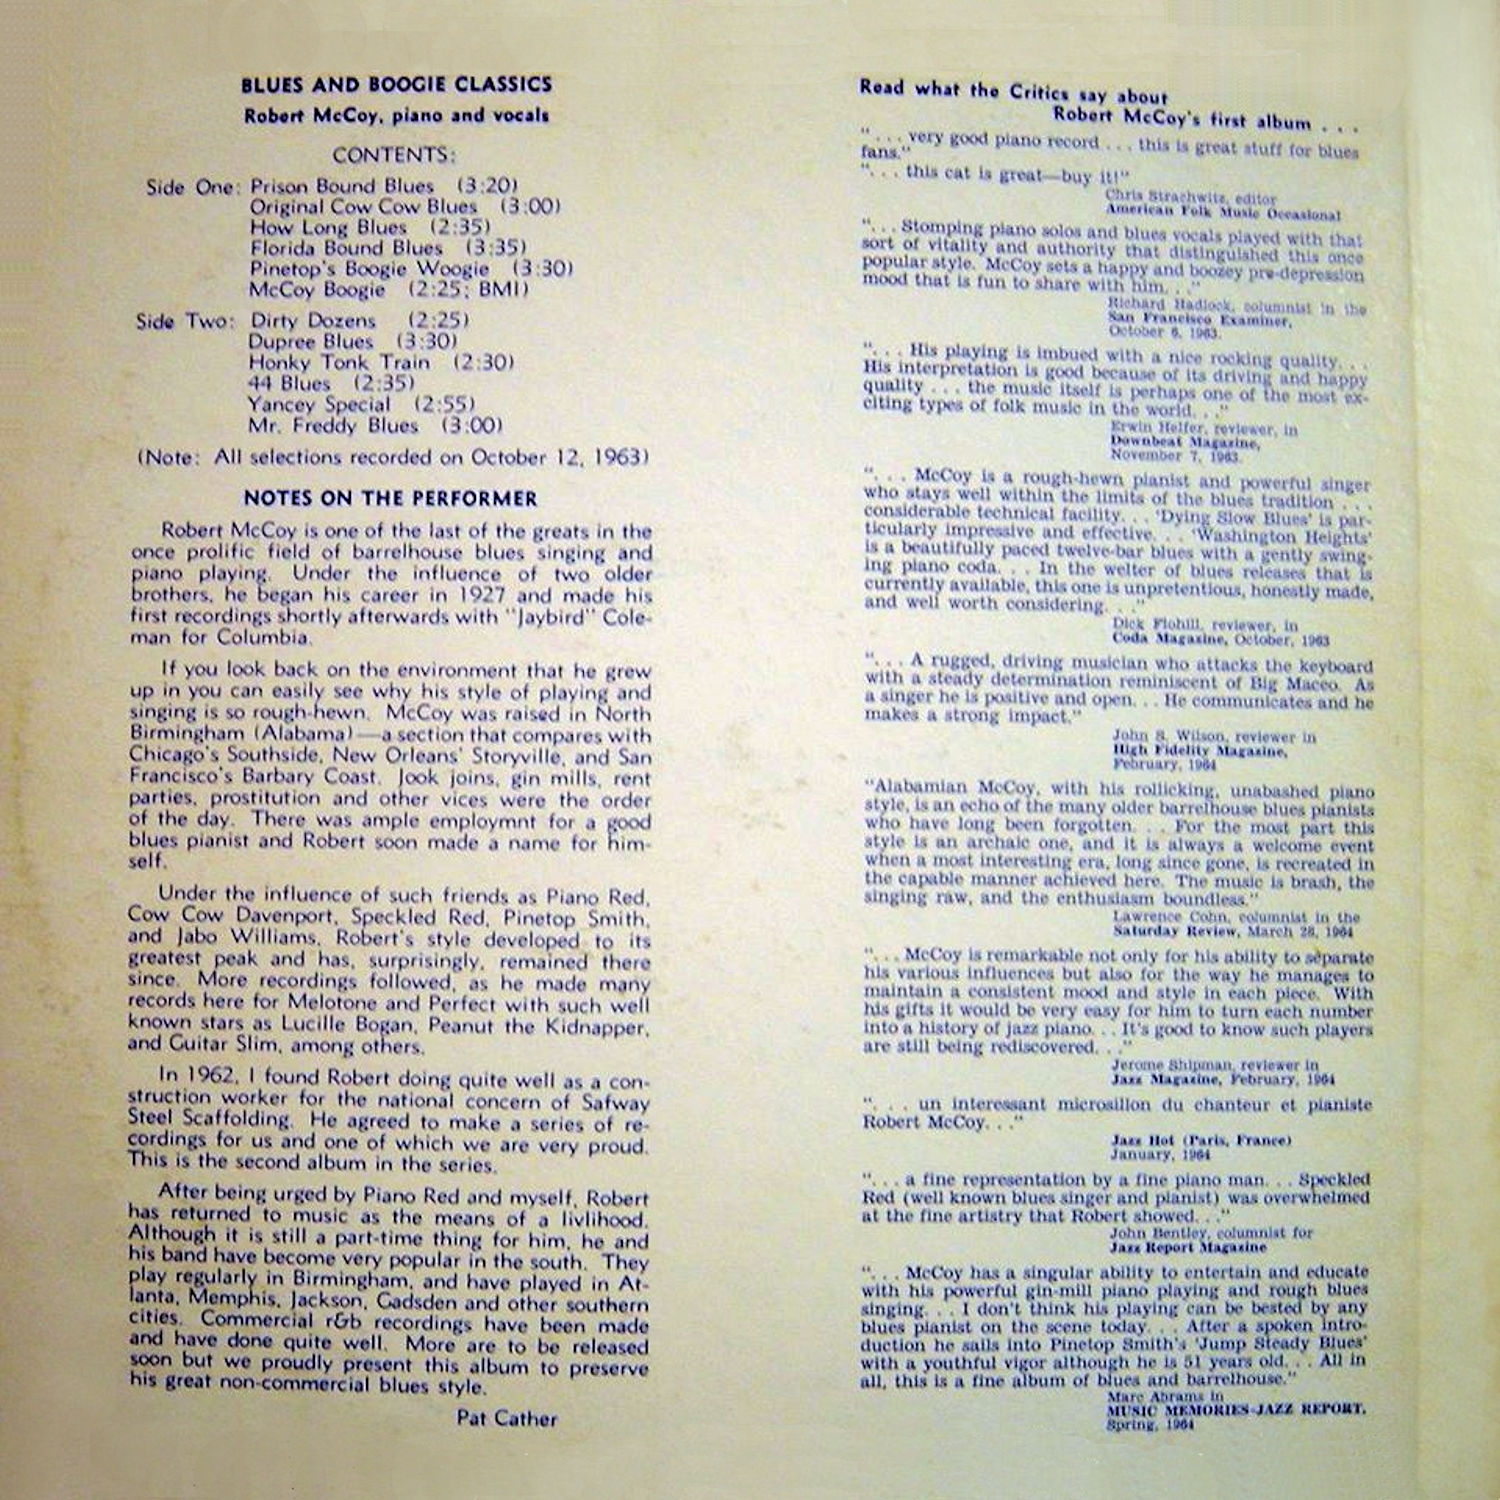 BLUES AND BOOGIE CLASSICS
Robert McCoy, piano and vocals
CONTENTS:
Side One: Prison Bound Blues (3:20)
Original Cow Cow Blues (3:00)
How Long Blues (2:35)
Florida Bound Blues (3:35)
Pinetop's Boogie Woogie (3:30)
McCoy Boogie (2:25; BMI)
Side Two: Dirty Dozens (2:25)
Dupree Blues (3:30)
Honky Tonk Train (2:30)
44 Blues (2:35)
Yancey Special (2:55)
Mr. Freddy Blues (3:00)
(Note: All selections recorded on October 12, 1963)
NOTES ON THE PERFORMER
Robert McCoy is one of the last of the greats in the
once prolific field of barrelhouse blues singing and
piano playing. Under the influence of two older
brothers, he began his career in 1927 and made his
first recordings shortly afterwards with "Jaybird" Cole-
man for Columbia.
If you look back on the environment that he grew
up in you can easily see why his style of playing and
singing is so rough-hewn. McCoy was raised in North
Birmingham (Alabama)—a section that compares with
Chicago's Southside, New Orleans' Storyville, and San
Francisco's Barbary Coast. Jook joins, gin mills, rent
parties, prostitution and other vices were the order
of the day. There was ample employmnt for a good
blues pianist and Robert soon made a name for him-
self.
Under the influence of such friends as Piano Red,
Cow Cow Davenport, Speckled Red, Pinetop Smith,
and Jabo Williams, Robert's style developed to its
greatest peak and has, surprisingly, remained there
since. More recordings followed, as he made many
records here for Melotone and Perfect with such well
known stars as Lucille Bogan, Peanut the Kidnapper,
and Guitar Slim, among others.
In 1962, I found Robert doing quite well as a con-
struction worker for the national concern of Safway
Steel Scaffolding. He agreed to make a series of re-
cordings for us and one of which we are very proud.
This is the second album in the series.
After being urged by Piano Red and myself, Robert
has returned to music as the means of a livlihood.
Although it is still a part-time thing for him, he and
his band have become very popular in the south. They
play regularly in Birmingham, and have played in At-
lanta, Memphis, Jackson, Gadsden and other southern
cities. Commercial r&b recordings have been made
and have done quite well. More are to be released
soon but we proudly present this album to preserve
his great non-commercial blues style.
Pat Cather
Read what the Critics say about
Robert McCoy's first album . . .
". . . very good piano record . . . this is great stuff for blues
fans."
". . . this cat is great—buy it!"
Chris Strachwitz, editor
American Folk Music Occasional
". . . Stomping piano solos and blues vocals played with that
sort of vitality and authority that distinguished this once
popular style. McCoy sets a happy and boozey pre-depression
mood that is fun to share with him. . ."
Richard Hadlock, columnist in the
San Francisco Examiner,
October 6, 1963.
". . . His playing is imbued with a nice rocking quality. . .
His interpretation is good because of its driving and happy
quality . . . the music itself is perhaps one of the most ex-
citing types of folk music in the world. . ."
Erwin Helfer, reviewer, in
Downbeat Magazine,
November 7, 1963.
". . . McCoy is a rough-hewn pianist and powerful singer
who stays well within the limits of the blues tradition . . .
considerable technical facility. . . 'Dying Slow Blues' is par-
ticularly impressive and effective. . . 'Washington Heights'
is a beautifully paced twelve-bar blues with a gently swing-
ing piano coda. . . In the welter of blues releases that is
currently available, this one is unpretentious, honestly made,
and well worth considering. . ."
Dick Flohill, reviewer, in
Coda Magazine, October, 1963
". . . A rugged, driving musician who attacks the keyboard
with a steady determination reminiscent of Big Maceo. As
a singer he is positive and open. . . He communicates and he
makes a strong impact."
John S. Wilson, reviewer in
High Fidelity Magazine,
February, 1964
"Alabamian McCoy, with his rollicking, unabashed piano
style, is an echo of the many older barrelhouse blues pianists
who have long been forgotten. . . For the most part this
style is an archaic one, and it is always a welcome event
when a most interesting era, long since gone, is recreated in
the capable manner achieved here. The music is brash, the
singing raw, and the enthusiasm boundless."
Lawrence Cohn, columnist in the
Saturday Review, March 28, 1964
". . . McCoy is remarkable not only for his ability to separate
his various influences but also for the way he manages to
maintain a consistent mood and style in each piece. With
his gifts it would be very easy for him to turn each number
into a history of jazz piano. . . It's good to know such players
are still being rediscovered. . ."
Jerome Shipman, reviewer in
Jazz Magazine, February, 1964
". . . un interessant microsillon du chanteur et pianiste
Robert McCoy. . ."
Jazz Hot (Paris, France)
January, 1964
". . . a fine representation by a fine piano man. . . Speckled
Red (well known blues singer and pianist) was overwhelmed
at the fine artistry that Robert showed. . ."
John Bentley, columnist for
Jazz Report Magazine
". . . McCoy has a singular ability to entertain and educate
with his powerful gin-mill piano playing and rough blues
singing. . . I don't think his playing can be bested by any
blues pianist on the scene today. . . After a spoken intro-
duction he sails into Pinetop Smith's 'Jump Steady Blues'
with a youthful vigor although he is 51 years old. . . All in
all, this is a fine album of blues and barrelhouse."
Marc Abrams in
MUSIC MEMORIES-JAZZ REPORT,
Spring, 1964